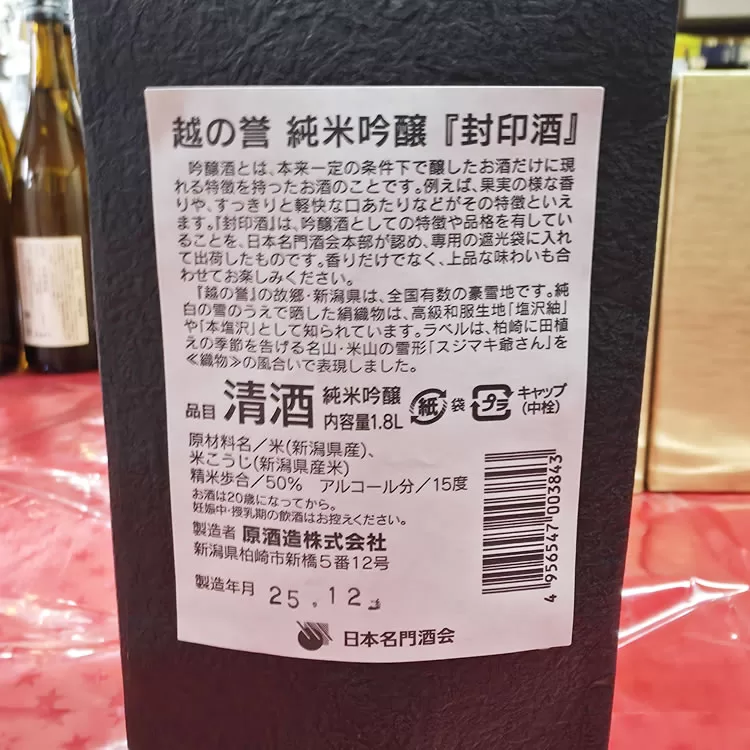 越の誉 純米吟醸『封印酒』
吟醸酒とは、本来一定の条件下で醸したお酒だけに現
れる特徴を持ったお酒のことです。例えば、果実の様な香
りや、すっきりと軽快な口あたりなどがその特徴といえ
ます。『封印酒』は、吟醸酒としての特徴や品格を有してい
ることを、日本名門酒会本部が認め、専用の遮光袋に入れ
て出荷したものです。香りだけでなく、上品な味わいも合
わせてお楽しみください。
『越の誉』の故郷・新潟県は、全国有数の豪雪地です。純
白の雪のうえで晒した絹織物は、高級和服生地「塩沢紬」
や「本塩沢」として知られています。ラベルは、柏崎に田植
えの季節を告げる名山・米山の雪形「スジマキ爺さん」を
≪織物≫の風合いで表現しました。
品目 清酒 純米吟醸 内容量1.8L 紙 袋 プラ キャップ(中栓)
原材料名／米(新潟県産)、
米こうじ(新潟県産米)
精米歩合／50% アルコール分／15度
お酒は20歳になってから。
妊娠中・授乳期の飲酒はお控えください。
製造者 原酒造株式会社
新潟県柏崎市新橋5番12号
製造年月 25.12
日本名門酒会
4 956547 003843